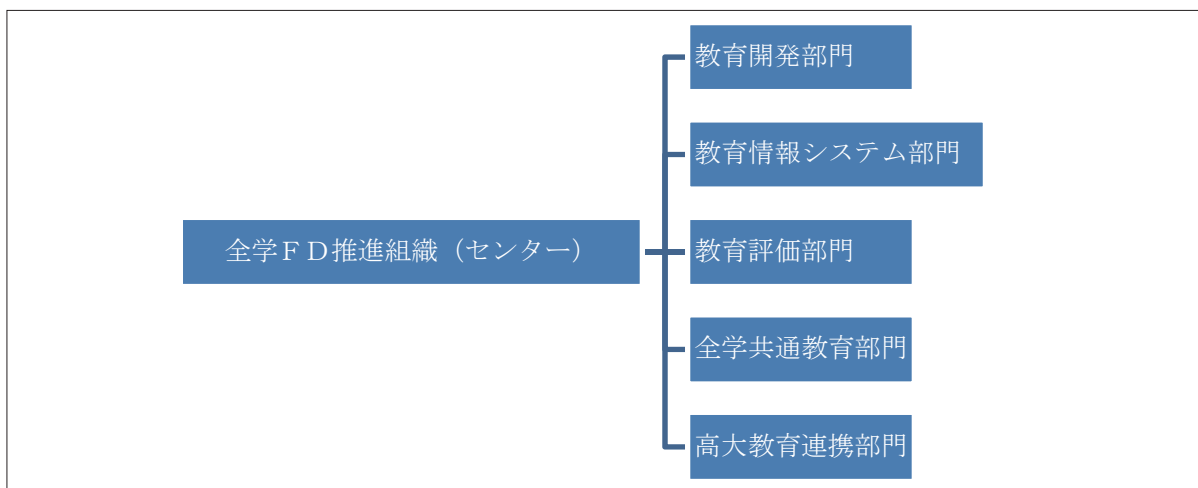 教育開発部門
教育情報システム部門
全学ＦＤ推進組織（センター）
教育評価部門
全学共通教育部門
高大教育連携部門